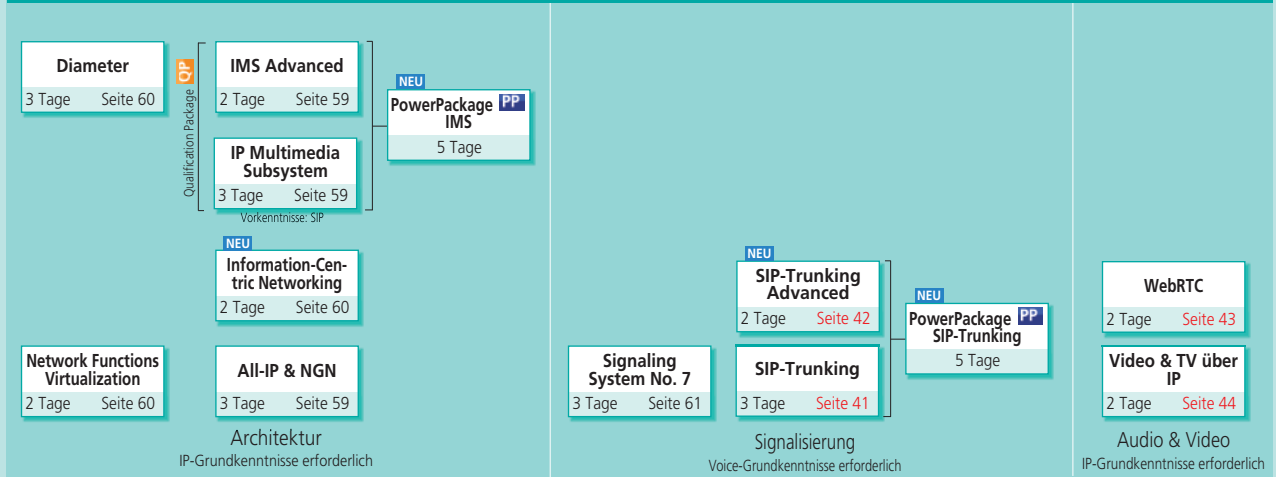 Diameter
3 Tage Seite 60
Qualification Package QP
IMS Advanced
2 Tage Seite 59
IP Multimedia
Subsystem
3 Tage Seite 59
Vorkenntnisse: SIP
NEU
PowerPackage PP
IMS
5 Tage
NEU
Information-Cen-
tric Networking
2 Tage Seite 60
Network Functions
Virtualization
2 Tage Seite 60
All-IP & NGN
3 Tage Seite 59
Architektur
IP-Grundkenntnisse erforderlich
NEU
SIP-Trunking
Advanced
2 Tage Seite 42
Signaling
System No. 7
3 Tage Seite 61
SIP-Trunking
3 Tage Seite 41
NEU
PowerPackage PP
SIP-Trunking
5 Tage
Signalisierung
Voice-Grundkenntnisse erforderlich
WebRTC
2 Tage Seite 43
Video & TV über
IP
2 Tage Seite 44
Audio & Video
IP-Grundkenntnisse erforderlich